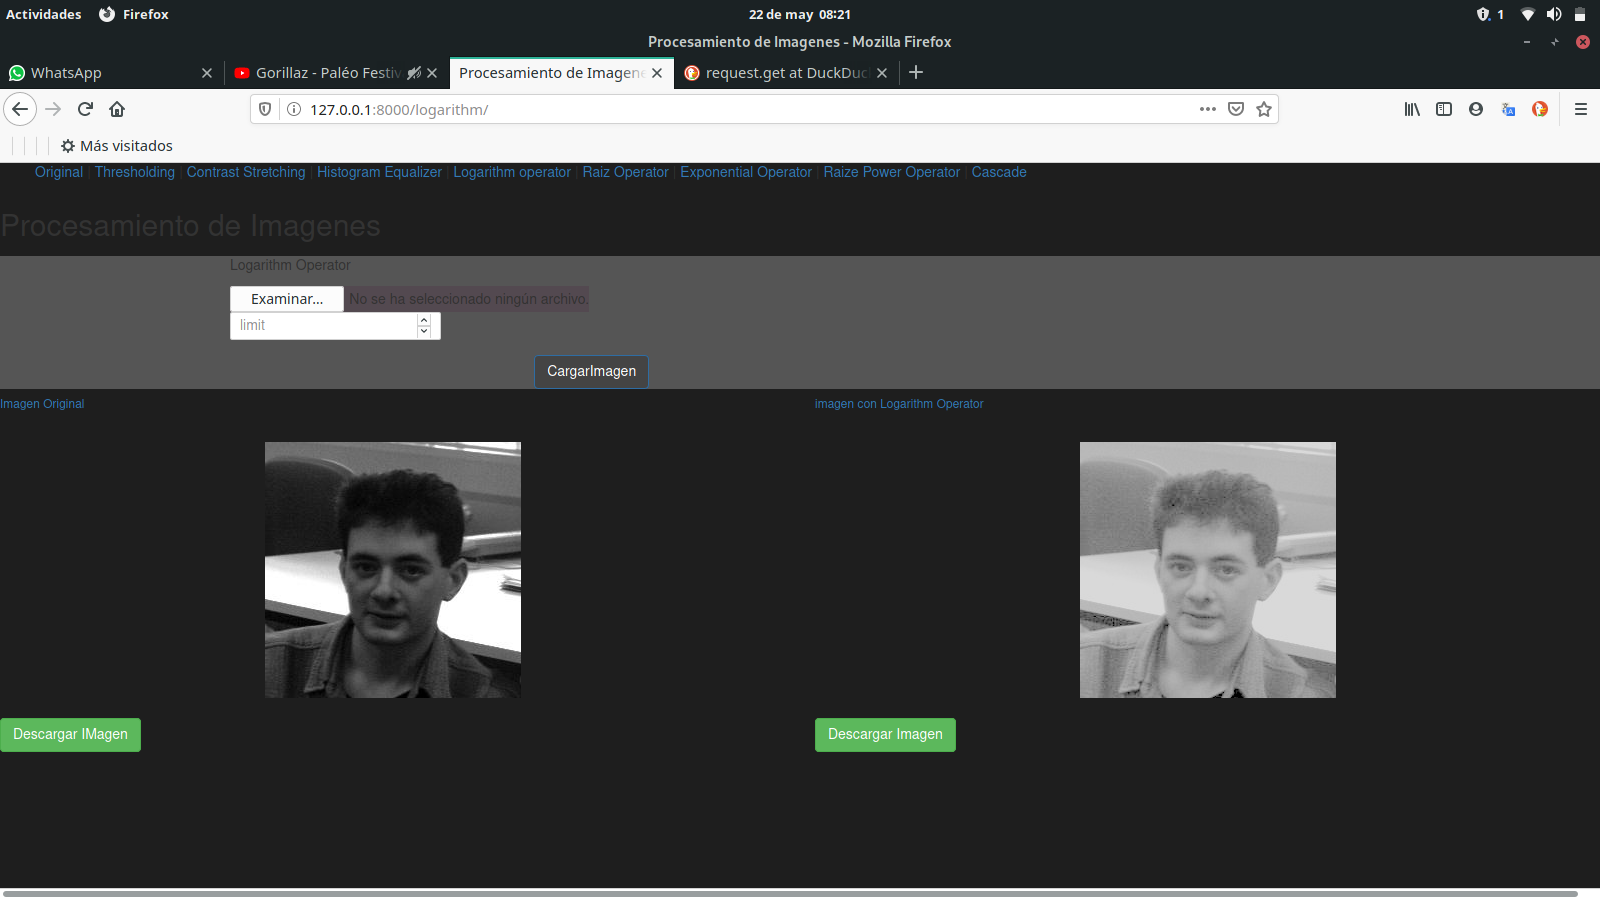 Actividades Firefox 22 de may 08:21 1
Procesamiento de Imagenes - Mozilla Firefox
WhatsApp Gorillaz - Paléo Festiv Procesamiento de Imagene request.get at DuckDuc
127.0.0.1:8000/logarithm/
Más visitados
Original | Thresholding | Contrast Stretching | Histogram Equalizer | Logarithm operator | Raiz Operator | Exponential Operator | Raize Power Operator | Cascade
Procesamiento de Imagenes
Logarithm Operator
Examinar... No se ha seleccionado ningún archivo.
limit
CargarImagen
Imagen Original imagen con Logarithm Operator
Descargar IMagen Descargar Imagen